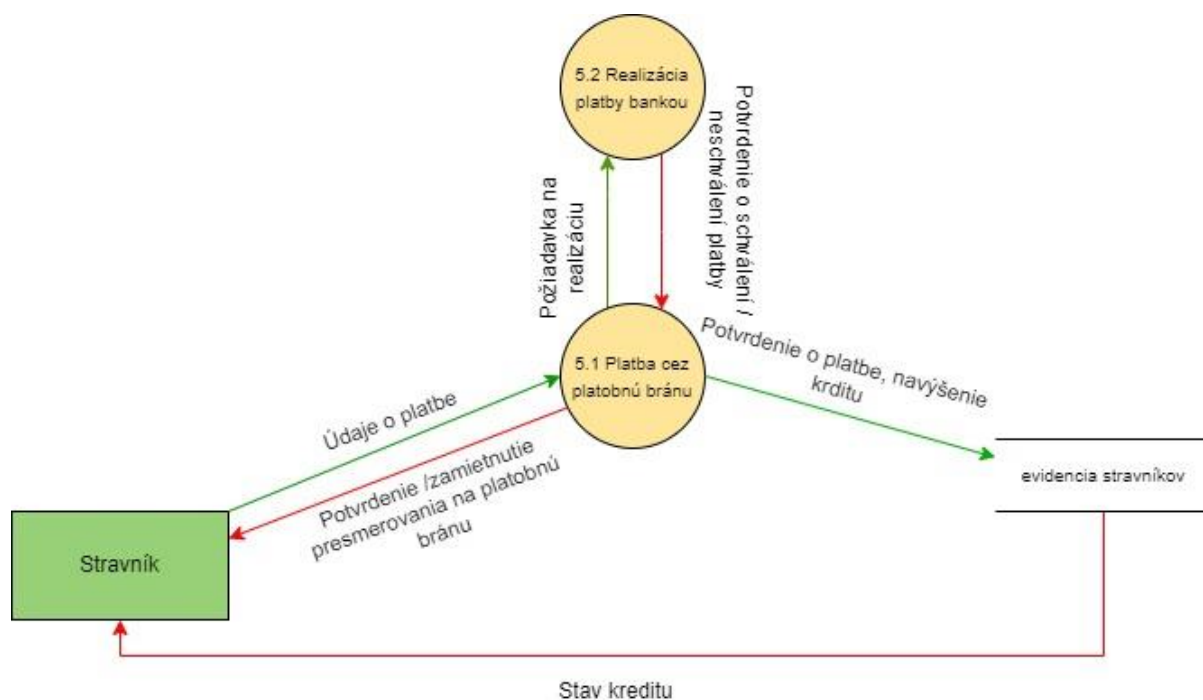 5.2 Realizácia
platby bankou
Požiadavka na
realizáciu
Potvrdenie o schválení /
neschválení platby
5.1 Platba cez
platobnú bránu
Potvrdenie o platbe, navýšenie
krditu
Údaje o platbe
Potvrdenie /zamietnutie
presmerovania na platobnú
bránu
evidencia stravníkov
Stravník
Stav kreditu